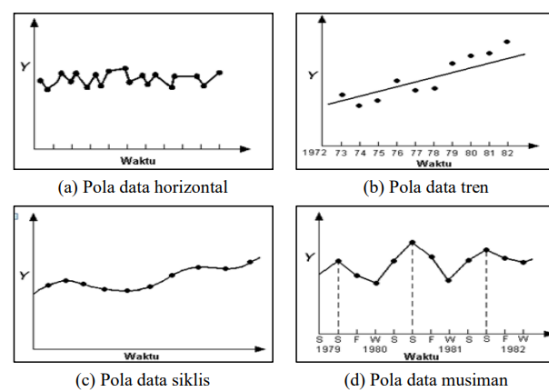 Y
Waktu
(a) Pola data horizontal
Y
1972 73 74 75 76 77 78 79 80 81 82
Waktu
(b) Pola data tren
Y
Waktu
(c) Pola data siklis
Y
S S F W S S F W S S F W
1979 1980 1981 1982
Waktu
(d) Pola data musiman